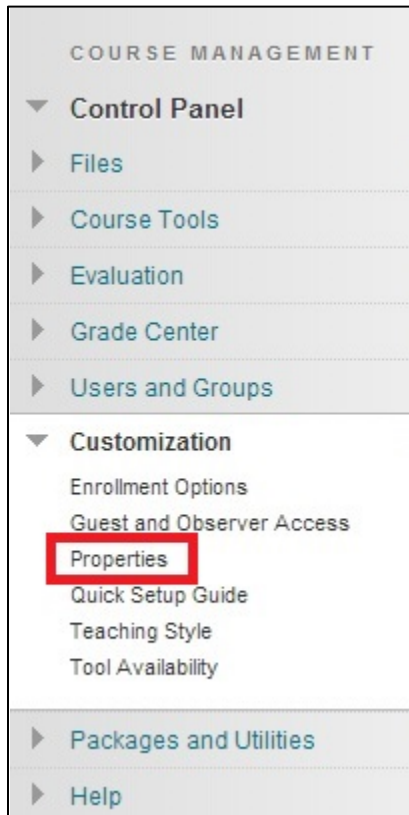 COURSE MANAGEMENT
Control Panel
Files
Course Tools
Evaluation
Grade Center
Users and Groups
Customization
Enrollment Options
Guest and Observer Access
Properties
Quick Setup Guide
Teaching Style
Tool Availability
Packages and Utilities
Help